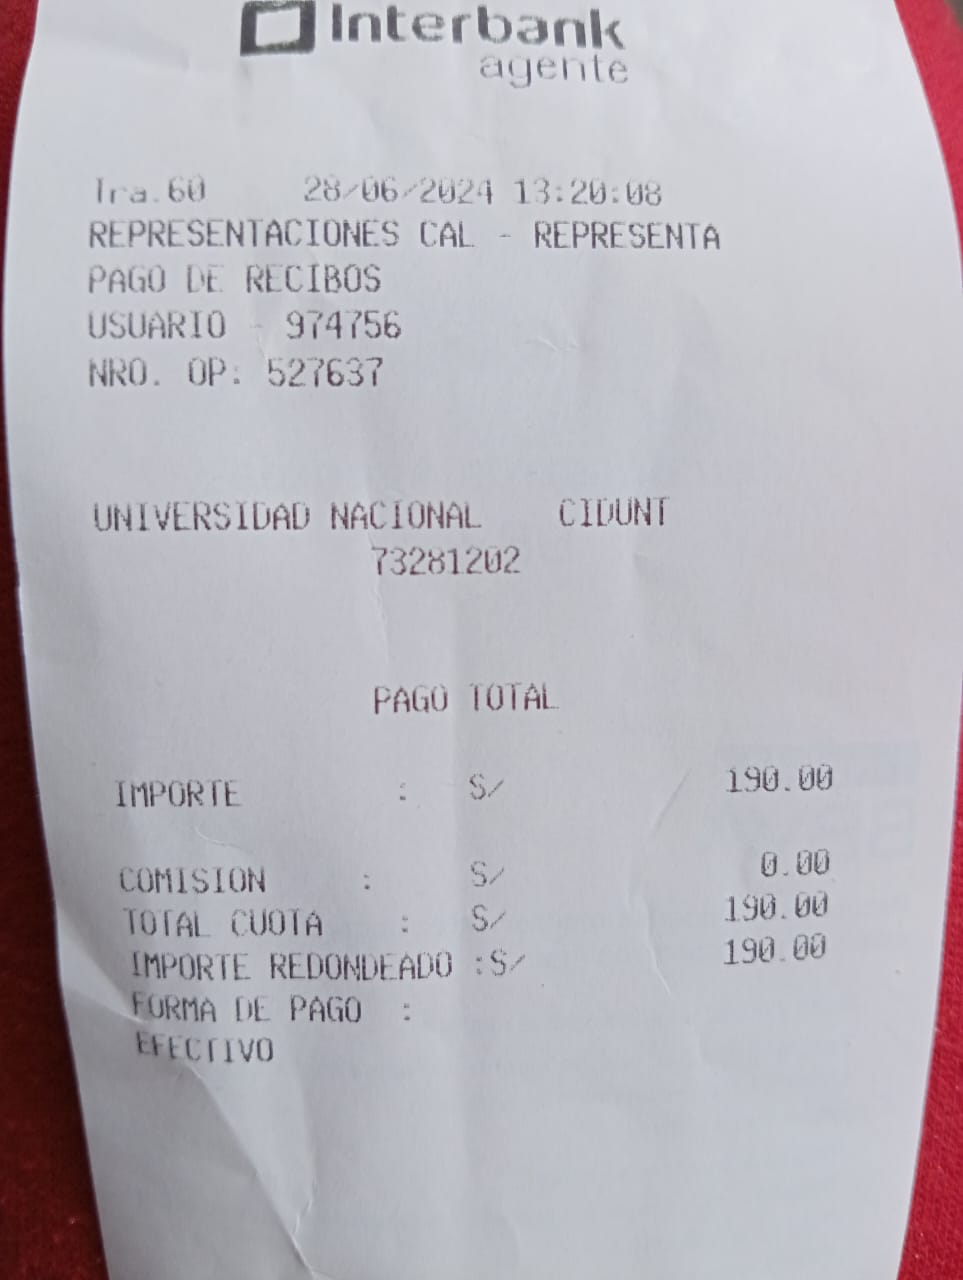 Interbank
agente
Tra.60 28/06/2024 13:20:08
REPRESENTACIONES CAL - REPRESENTA
PAGO DE RECIBOS
USUARIO - 974756
NRO. OP: 527637
UNIVERSIDAD NACIONAL CIDUNT
73281202
PAGO TOTAL
IMPORTE : S/ 190.00
COMISION : S/ 0.00
TOTAL CUOTA : S/ 190.00
IMPORTE REDONDEADO :S/ 190.00
FORMA DE PAGO :
EFECTIVO